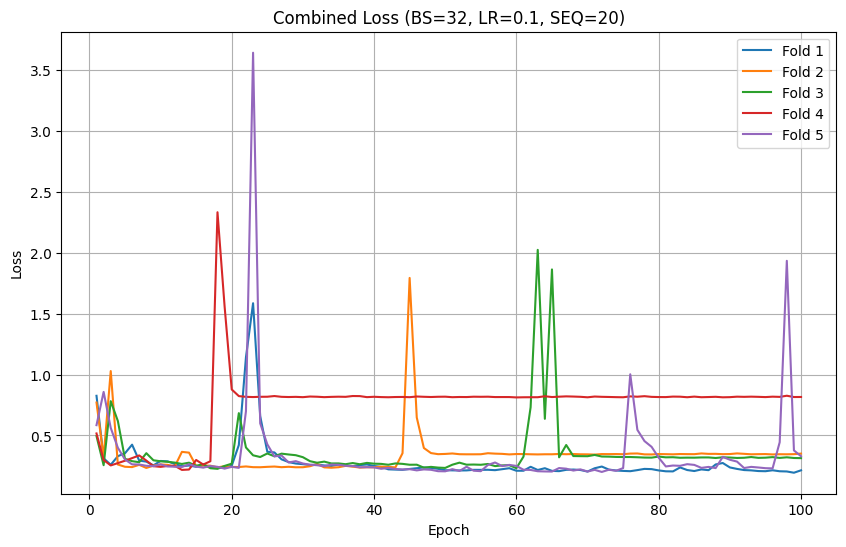 Combined Loss (BS=32, LR=0.1, SEQ=20)
Fold 1
Fold 2
Fold 3
Fold 4
Fold 5
Loss
3.5
3.0
2.5
2.0
1.5
1.0
0.5
0 20 40 60 80 100
Epoch